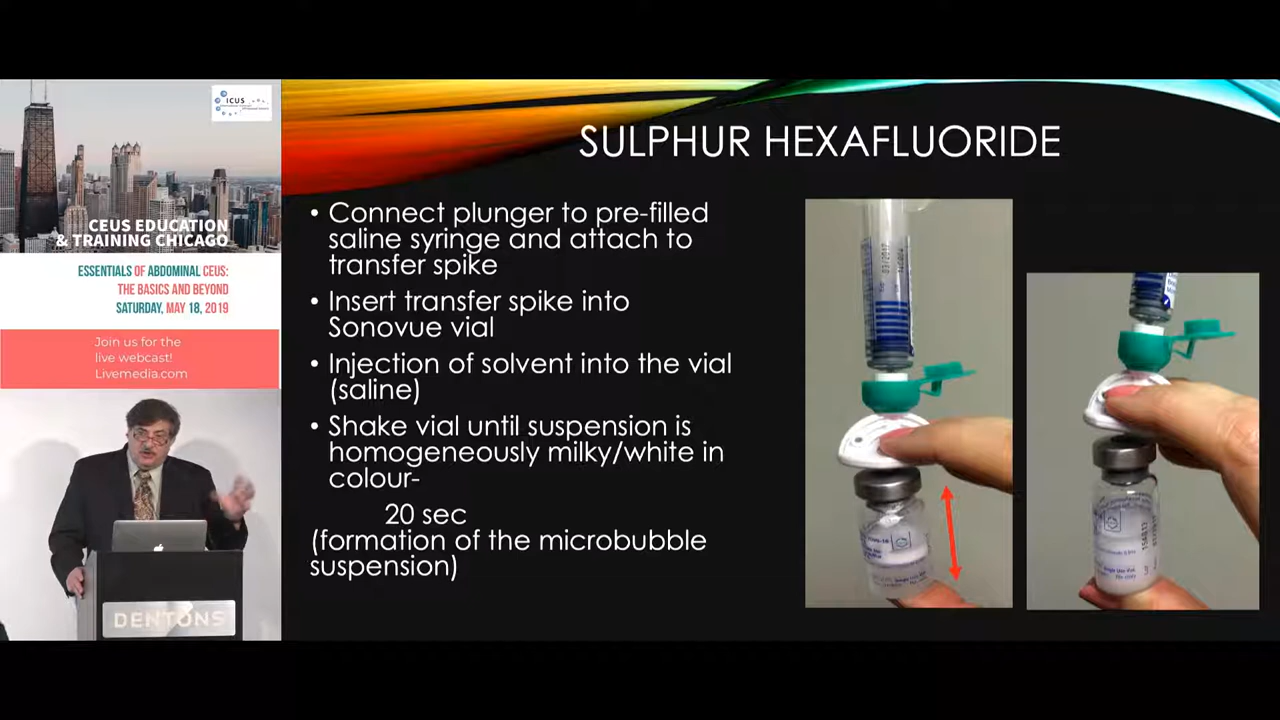 ICUS
CEUS EDUCATION
& TRAINING CHICAGO
ESSENTIALS OF ABDOMINAL CEUS:
THE BASICS AND BEYOND
SATURDAY, MAY 18, 2019
Join us for the
live webcast!
Livemedia.com
DENTONS
SULPHUR HEXAFLUORIDE
• Connect plunger to pre-filled
saline syringe and attach to
transfer spike
• Insert transfer spike into
Sonovue vial
• Injection of solvent into the vial
(saline)
• Shake vial until suspension is
homogeneously milky/white in
colour-
20 sec
(formation of the microbubble
suspension)